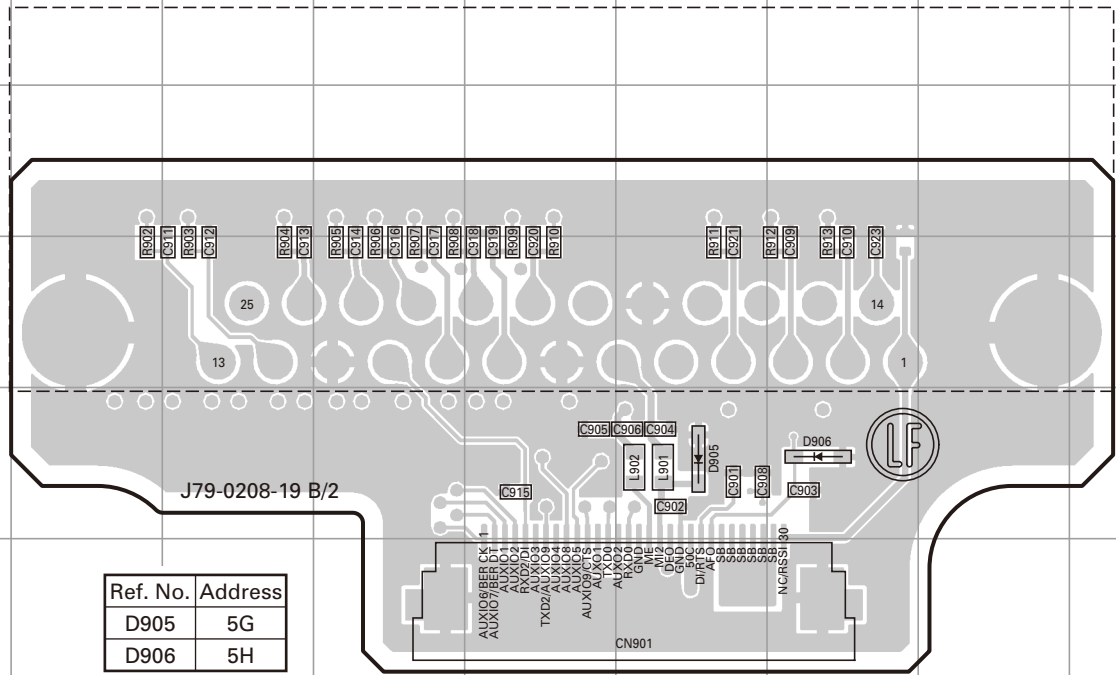 R902 C911 R903 C912 R904 C913 R905 C914 R906 C916 R907 C917 R908 C918 C919 R909 C920 R910 R911 C921 R912 C909 R913 C910 C923
25 14
13 1
C905 C906 C904
L902 L901 D905 D906 LF
C901 C908 C903
J79-0208-19 B/2
C915 C902
1 30
AUXIO6/BER CK
AUXIO7/BER DT
AUXIO1
AUXIO2
RXD2/DI
AUXIO3
TXD2/AUXIO9
AUXIO4
AUXIO8
AUXIO5
AUXIO9/CTS
AUXO1
TXD0
AUXO2
RXD0
GND
ME
MI2
DEO
GND
50C
DI/RTS
AFO
SB
SB
SB
SB
SB
SB
NC/RSSI
CN901
Ref. No. Address
D905 5G
D906 5H